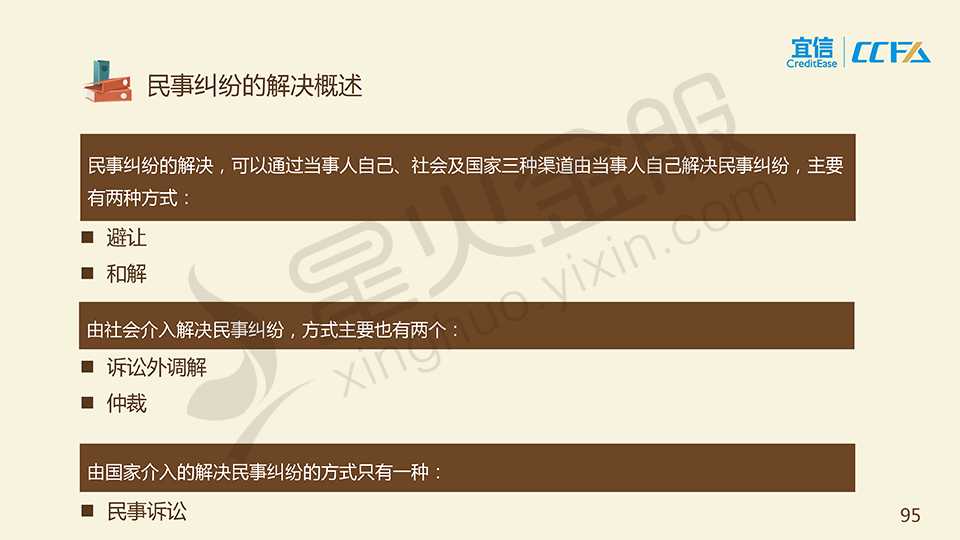 宜信
CreditEase
CCFA
民事纠纷的解决概述
民事纠纷的解决，可以通过当事人自己、社会及国家三种渠道由当事人自己解决民事纠纷，主要
有两种方式：
■ 避让
■ 和解
由社会介入解决民事纠纷，方式主要也有两个：
■ 诉讼外调解
■ 仲裁
由国家介入的解决民事纠纷的方式只有一种：
■ 民事诉讼
星火金服
xinghuo.yixin.com
95